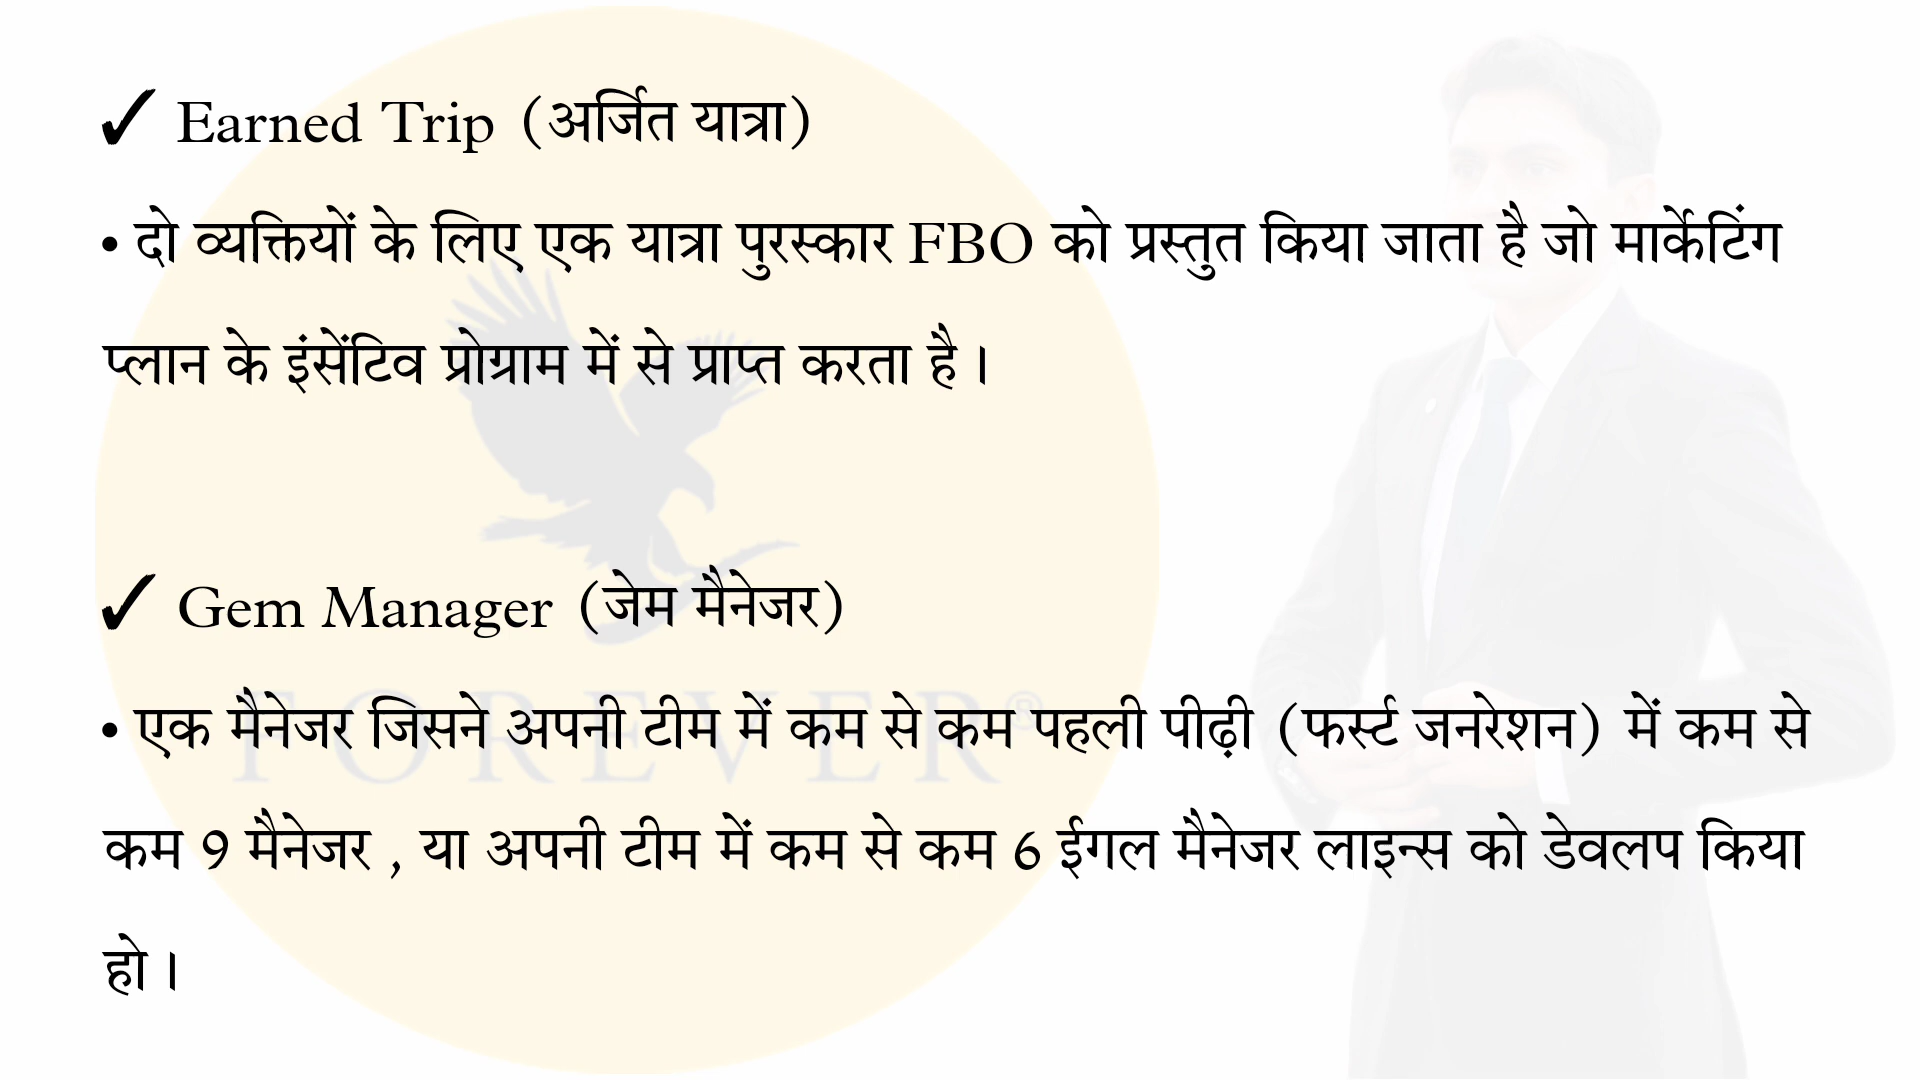 ✓ Earned Trip (अर्जित यात्रा)
• दो व्यक्तियों के लिए एक यात्रा पुरस्कार FBO को प्रस्तुत किया जाता है जो मार्केटिंग
प्लान के इंसेंटिव प्रोग्राम में से प्राप्त करता है।
✓ Gem Manager (जेम मैनेजर)
• एक मैनेजर जिसने अपनी टीम में कम से कम पहली पीढ़ी (फर्स्ट जनरेशन) में कम से
कम 9 मैनेजर , या अपनी टीम में कम से कम 6 ईगल मैनेजर लाइन्स को डेवलप किया
हो।
FOREVER®